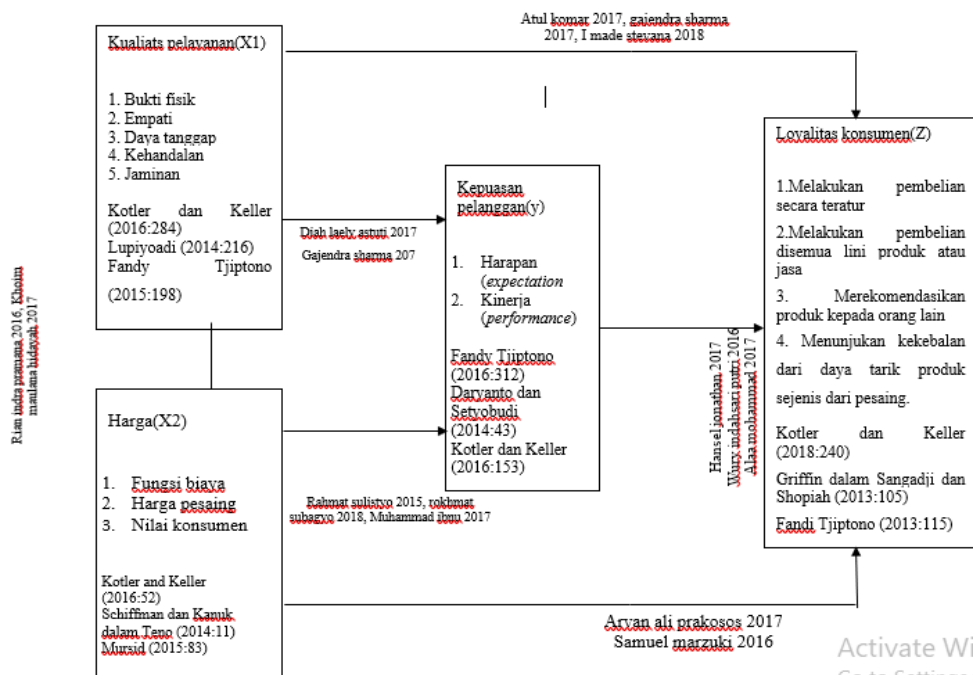 Atul komar 2017, gajendra sharma
2017, I made stevana 2018
Kualiats pelayanan(X1)
1. Bukti fisik
2. Empati
3. Daya tanggap
4. Kehandalan
5. Jaminan
Kotler dan Keller
(2016:284)
Lupiyoadi (2014:216)
Fandy Tjiptono
(2015:198)
Diah laely astuti 2017
Gajendra sharma 207
Kepuasan
pelanggan(y)
1. Harapan
(expectation
2. Kinerja
(performance)
Fandy Tjiptono
(2016:312)
Daryanto dan
Setyobudi
(2014:43)
Kotler dan Keller
(2016:153)
Loyalitas konsumen(Z)
1.Melakukan pembelian
secara teratur
2.Melakukan pembelian
disemua lini produk atau
jasa
3. Merekomendasikan
produk kepada orang lain
4. Menunjukan kekebalan
dari daya tarik produk
sejenis dari pesaing.
Kotler dan Keller
(2018:240)
Griffin dalam Sangadji dan
Shopiah (2013:105)
Fandi Tjiptono (2013:115)
Rian indra pramana 2016, Khoim
maulana hidayah 2017
Hansel jonathan 2017
Wury indahsari putri 2016
Alaa mohammad 2017
Harga(X2)
1. Fungsi biaya
2. Harga pesaing
3. Nilai konsumen
Kotler and Keller
(2016:52)
Schiffman dan Kanuk
dalam Teno (2014:11)
Mursid (2015:83)
Rahmat sulistyo 2015, rokhmat
subagyo 2018, Muhammad ibnu 2017
Aryan ali prakosos 2017
Samuel marzuki 2016
Activate Wi